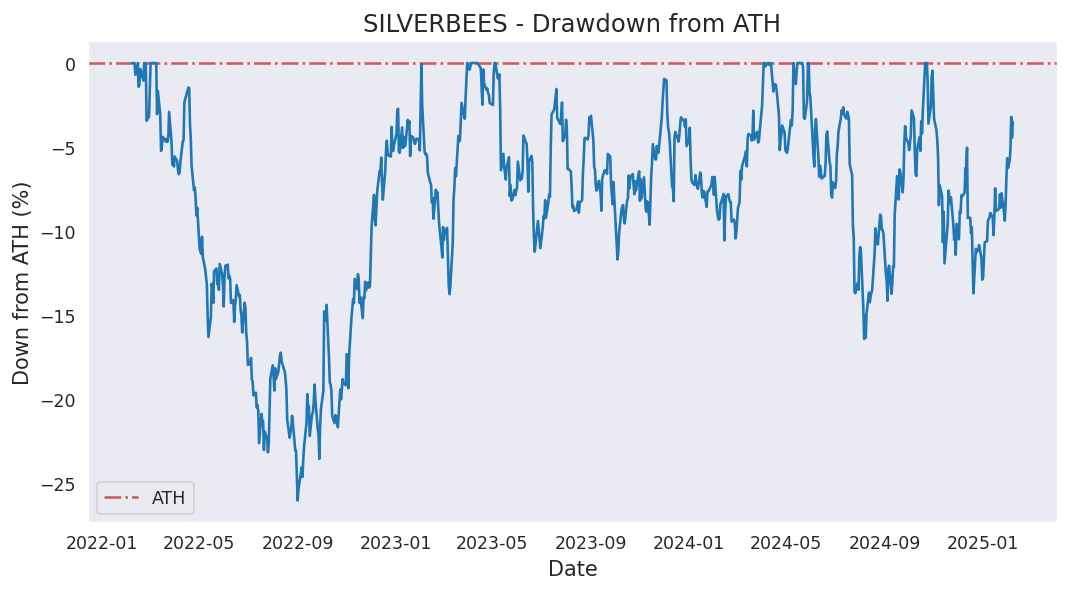 SILVERBEES - Drawdown from ATH
Down from ATH (%)
0
−5
−10
−15
−20
−25
ATH
2022-01 2022-05 2022-09 2023-01 2023-05 2023-09 2024-01 2024-05 2024-09 2025-01
Date